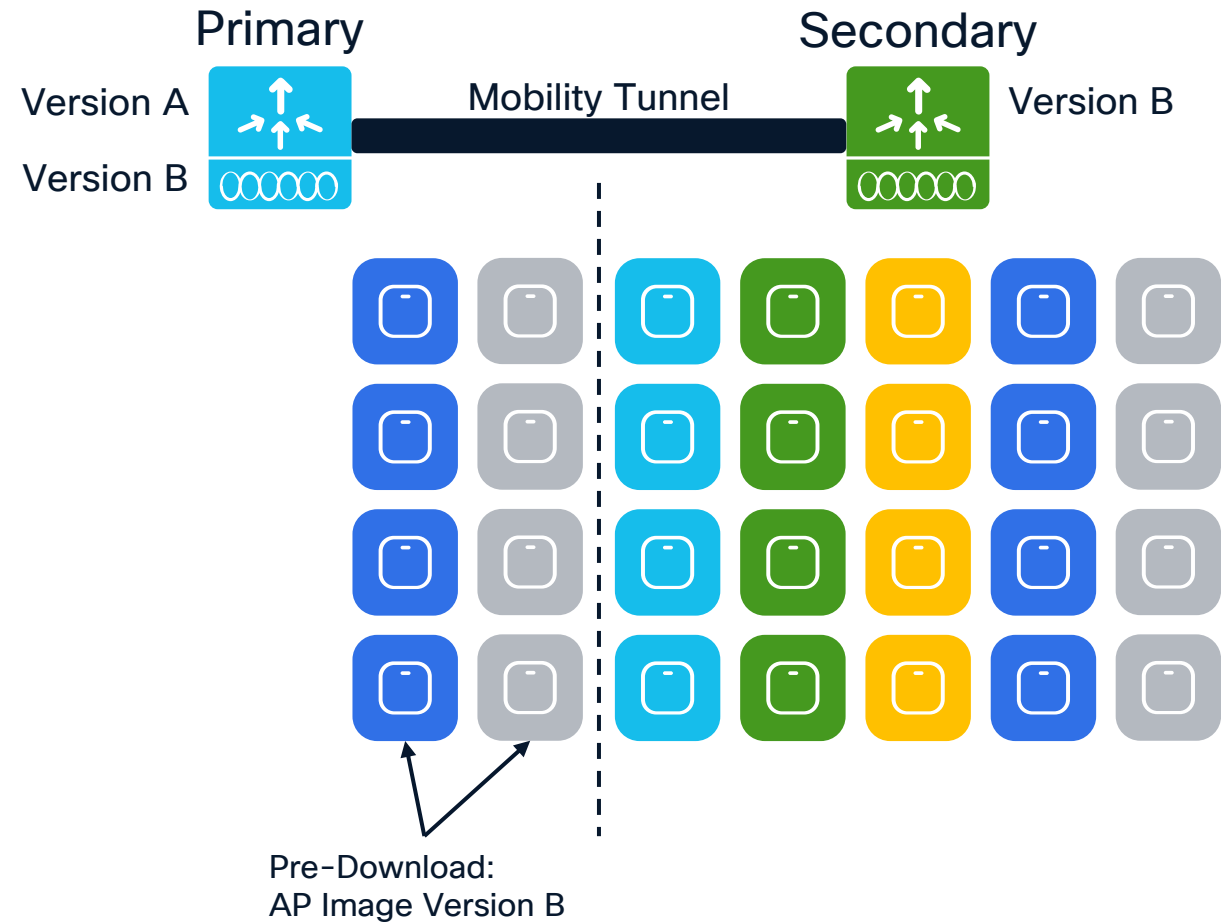 Primary
Secondary
Version A
Mobility Tunnel
Version B
Version B
Pre-Download:
AP Image Version B